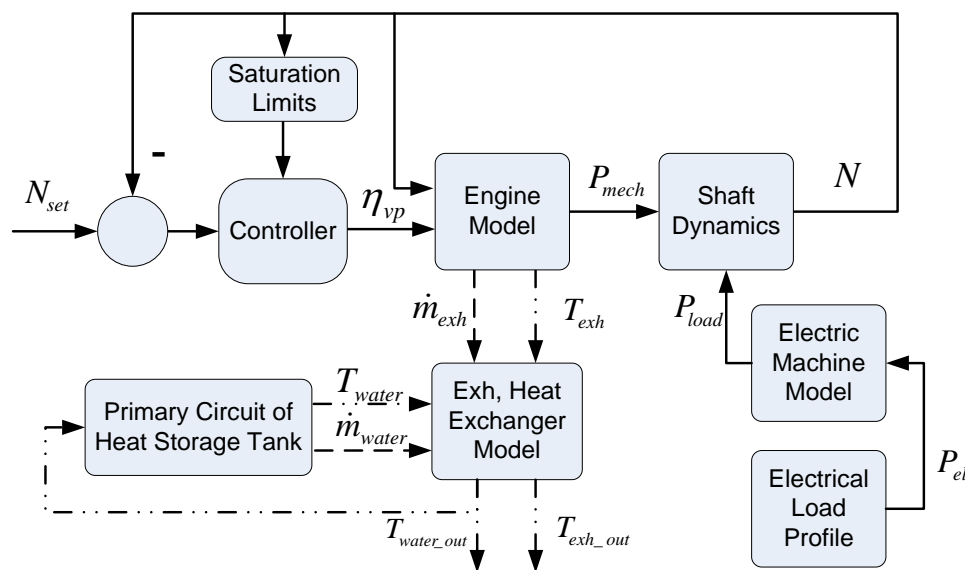 Saturation
Limits
-
N_set
Controller
η_vp
Engine
Model
P_mech
Shaft
Dynamics
N
ṁ_exh
T_exh
P_load
Electric
Machine
Model
Primary Circuit of
Heat Storage Tank
T_water
ṁ_water
Exh, Heat
Exchanger
Model
P_el
Electrical
Load
Profile
T_water_out
T_exh_out